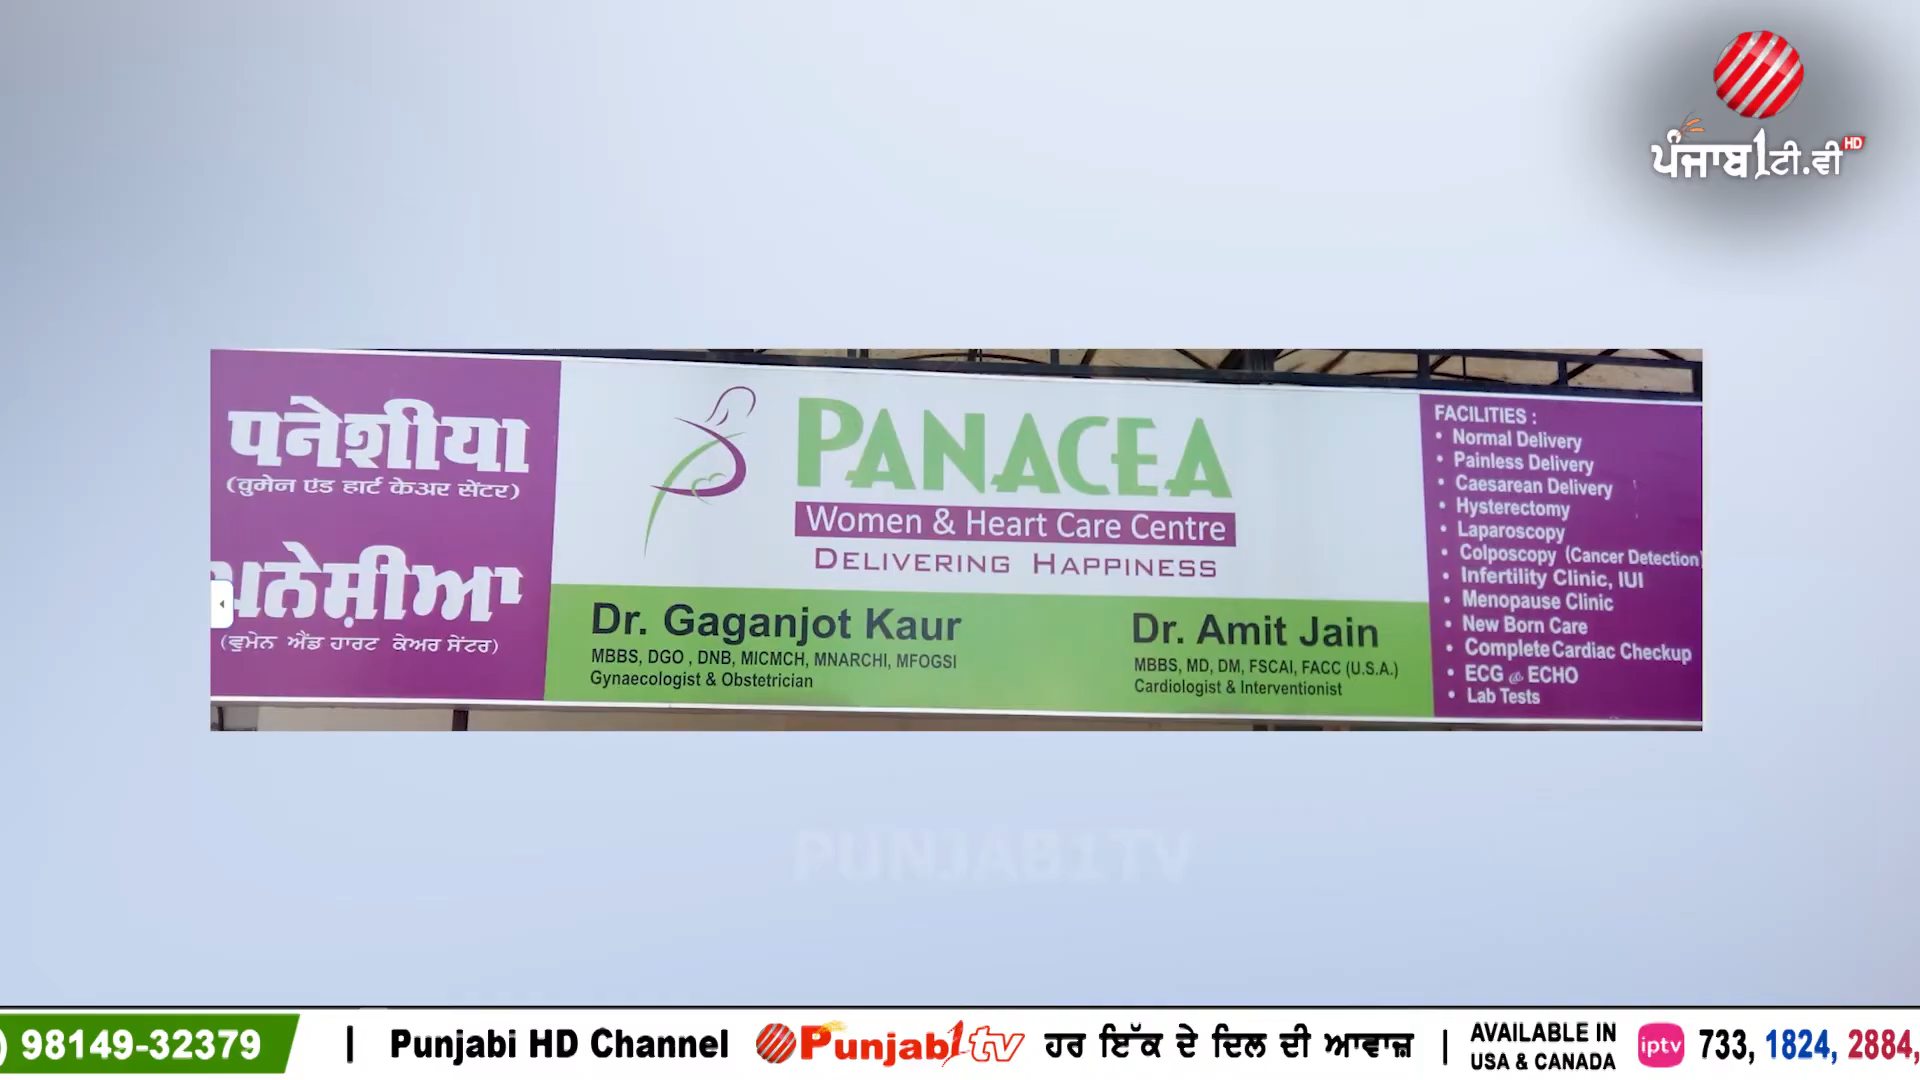 ਪੰਜਾਬ1ਟੀ.ਵੀ HD
पनेशीया
(वुमेन एंड हार्ट केअर सेंटर)
ਪਨੇਸ਼ੀਆ
(ਵੁਮੇਨ ਐਂਡ ਹਾਰਟ ਕੇਅਰ ਸੇਂਟਰ)
PANACEA
Women & Heart Care Centre
DELIVERING HAPPINESS
Dr. Gaganjot Kaur
MBBS, DGO , DNB, MICMCH, MNARCHI, MFOGSI
Gynaecologist & Obstetrician
Dr. Amit Jain
MBBS, MD, DM, FSCAI, FACC (U.S.A.)
Cardiologist & Interventionist
FACILITIES :
• Normal Delivery
• Painless Delivery
• Caesarean Delivery
• Hysterectomy
• Laparoscopy
• Colposcopy (Cancer Detection)
• Infertility Clinic, IUI
• Menopause Clinic
• New Born Care
• Complete Cardiac Checkup
• ECG & ECHO
• Lab Tests
PUNJAB1TV
) 98149-32379 | Punjabi HD Channel Punjab1tv ਹਰ ਇੱਕ ਦੇ ਦਿਲ ਦੀ ਆਵਾਜ਼ | AVAILABLE IN
USA & CANADA
iptv 733, 1824, 2884,